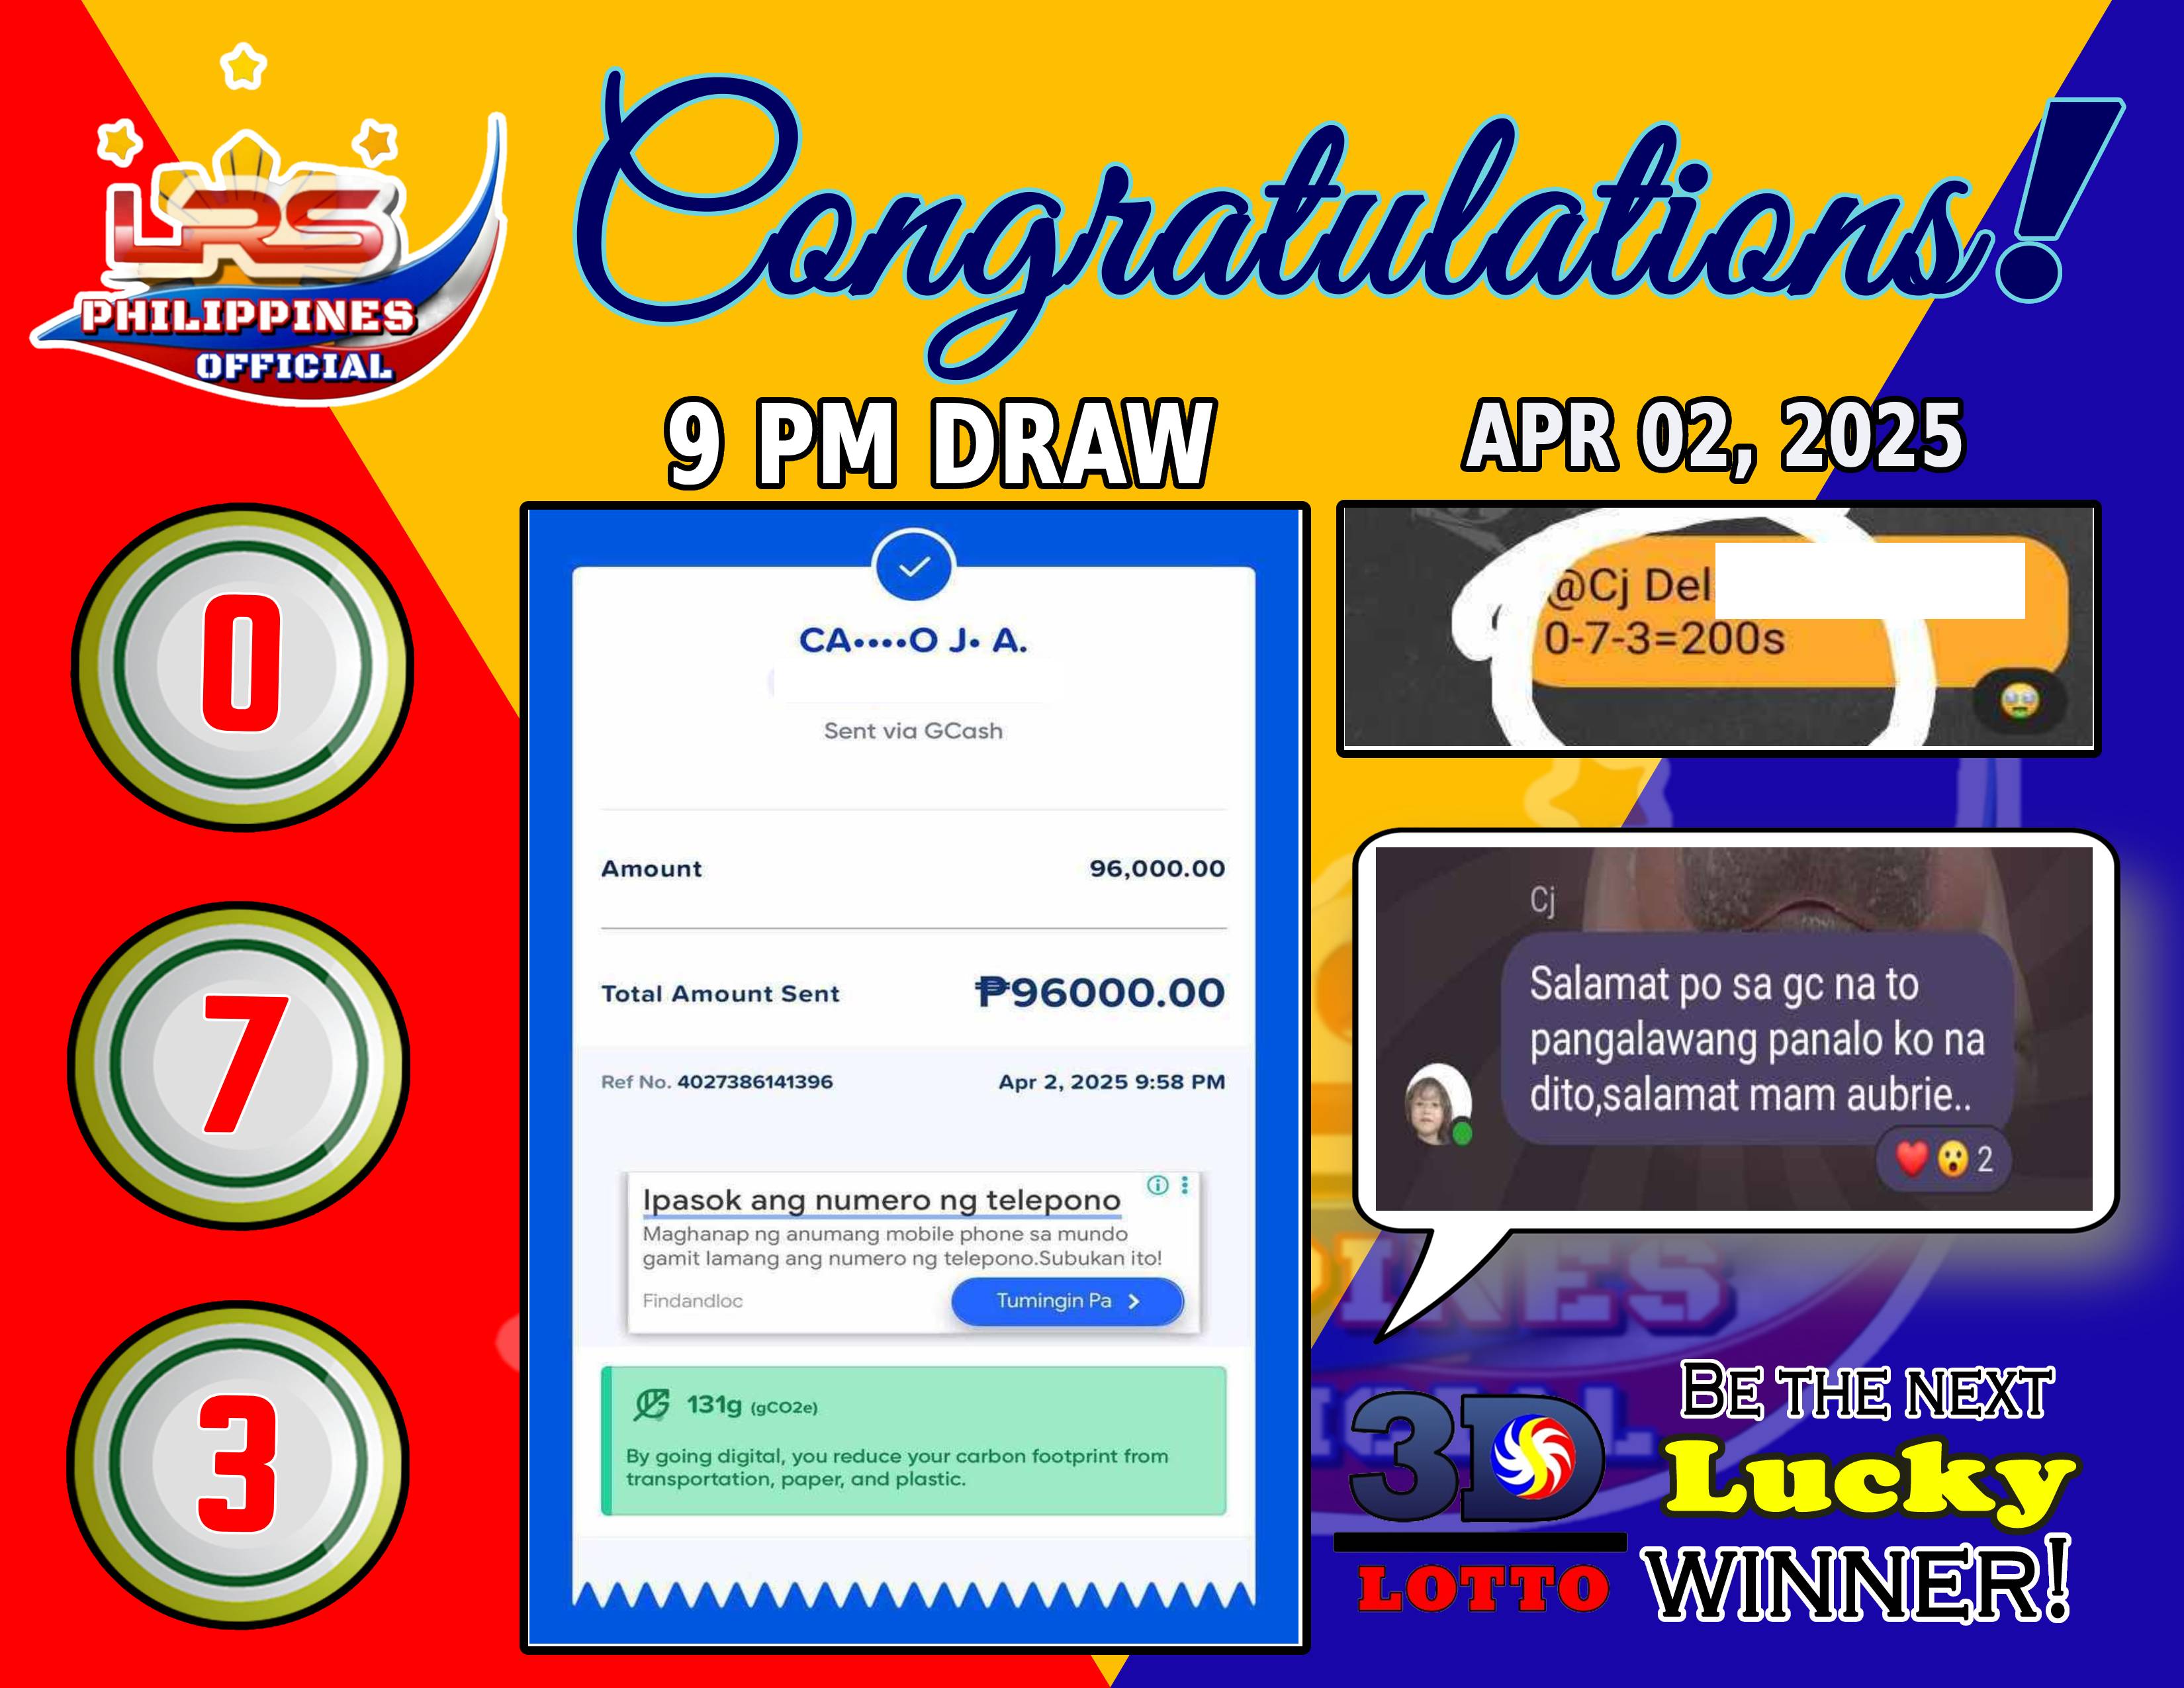 LRS
PHILIPPINES
OFFICIAL
Congratulations!
9 PM DRAW
APR 02, 2025
0
7
3
CA••••O J• A.
Sent via GCash
Amount 96,000.00
Total Amount Sent ₱96000.00
Ref No. 4027386141396 Apr 2, 2025 9:58 PM
Ipasok ang numero ng telepono
Maghanap ng anumang mobile phone sa mundo
gamit lamang ang numero ng telepono.Subukan ito!
Findandloc
Tumingin Pa
131g (gCO2e)
By going digital, you reduce your carbon footprint from
transportation, paper, and plastic.
@Cj Del
0-7-3=200s
Cj
Salamat po sa gc na to
pangalawang panalo ko na
dito,salamat mam aubrie..
2
3D
LOTTO
BE THE NEXT
Lucky
WINNER!